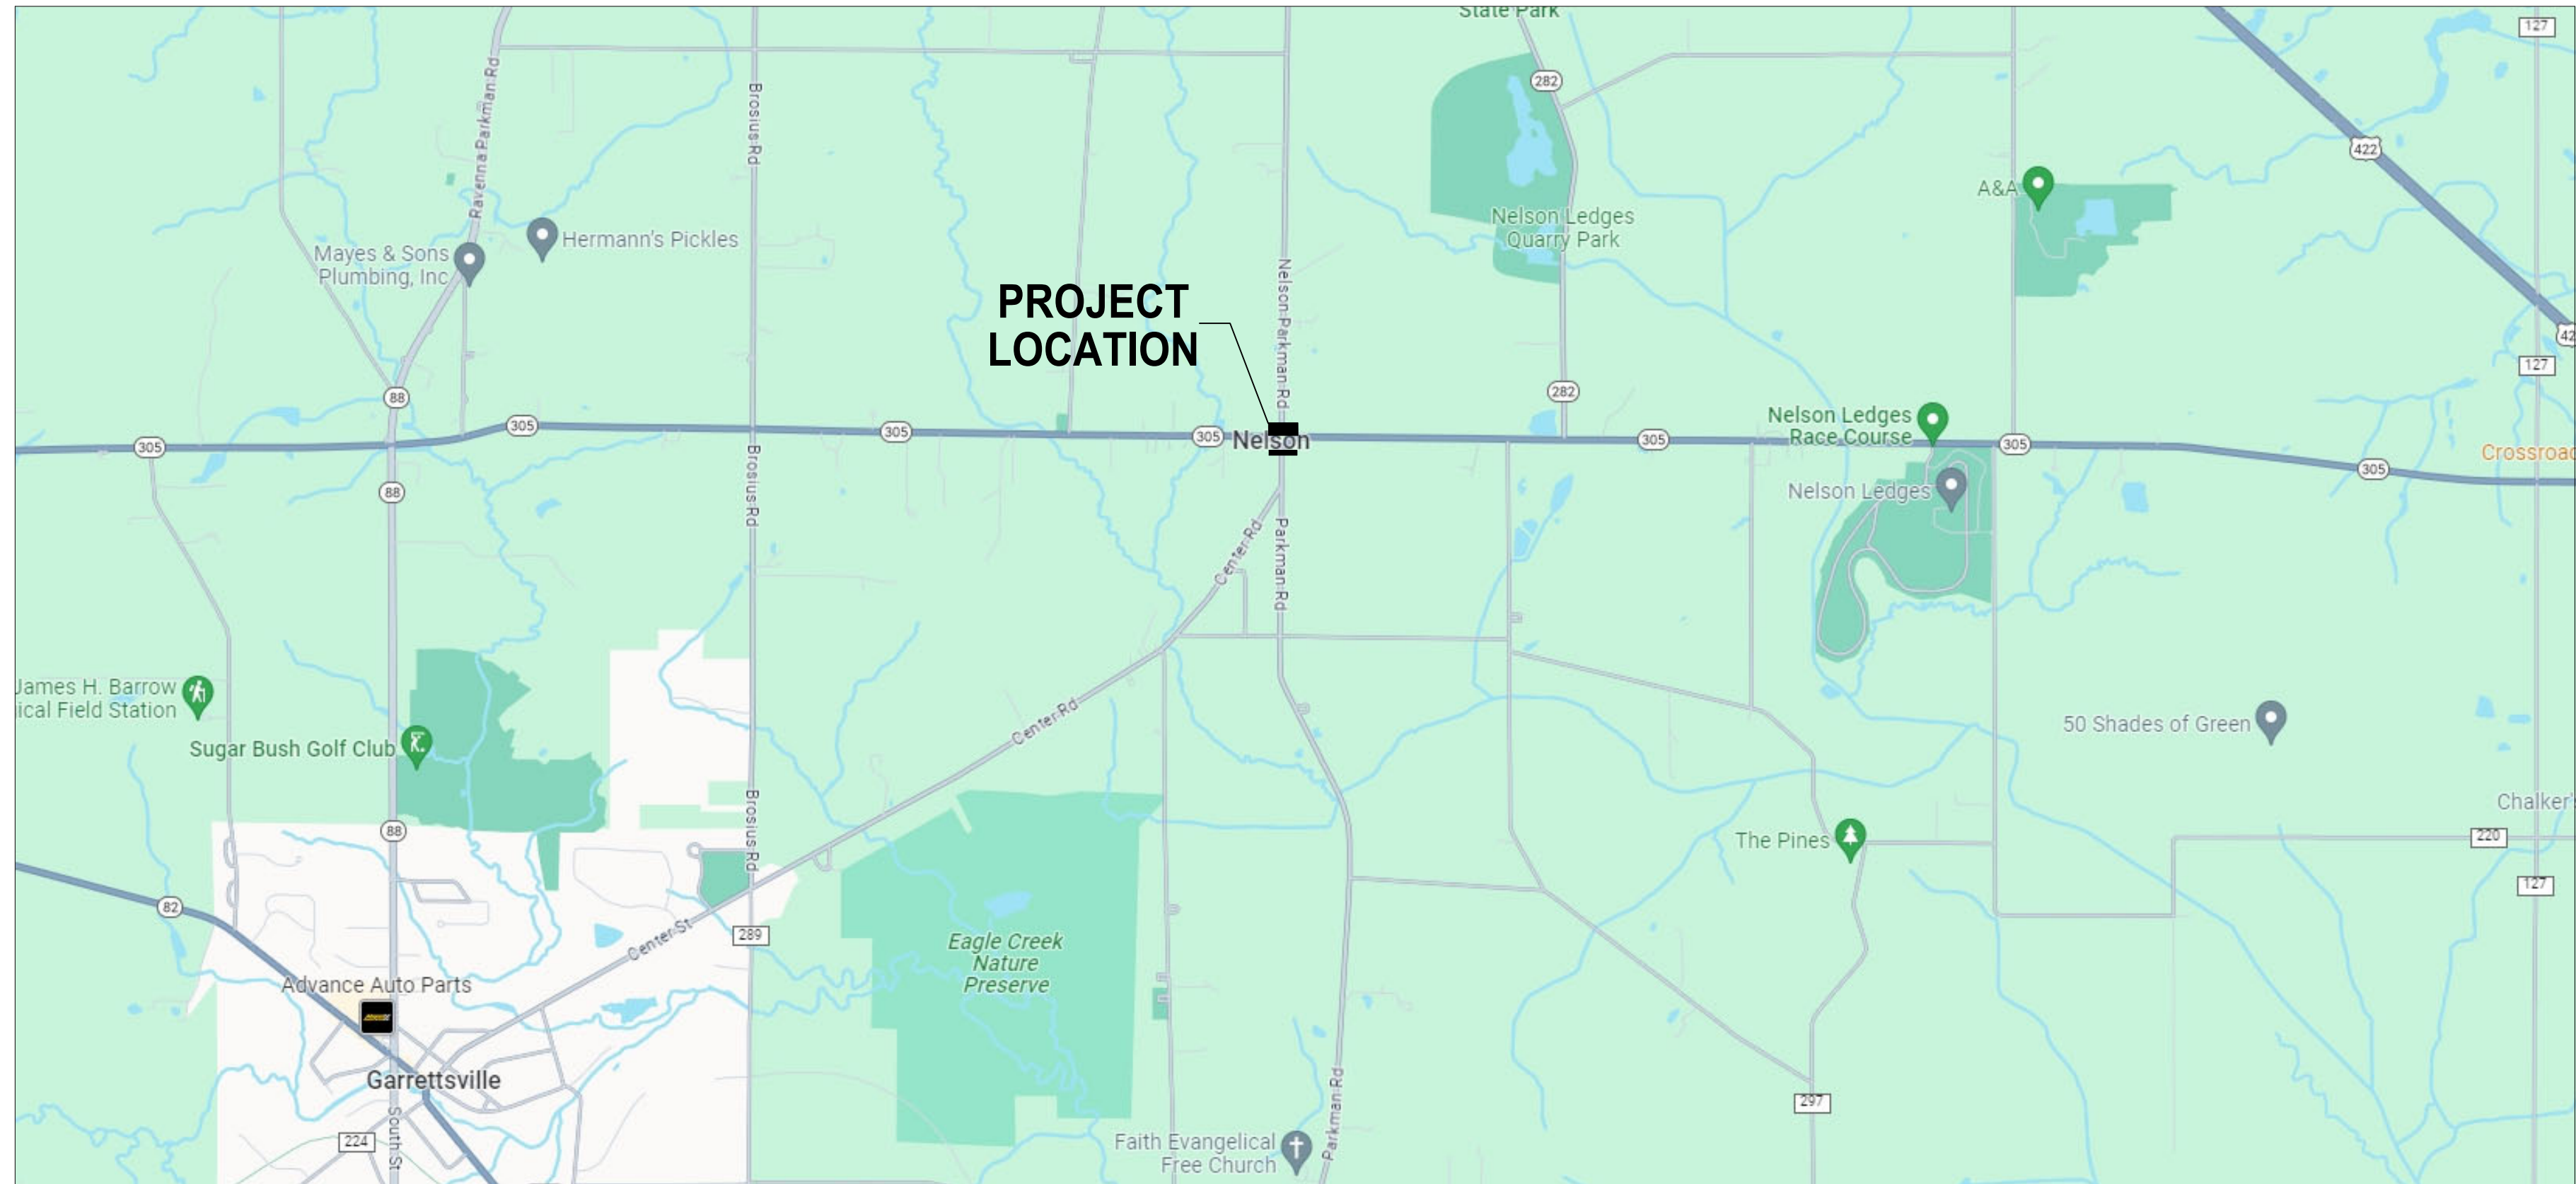 State Park
127
282
Ravenna Parkman Rd
Brosius Rd
422
A&A
Nelson Ledges
Quarry Park
Hermann's Pickles
Mayes & Sons
Plumbing, Inc
PROJECT
LOCATION
Nelson Parkman Rd
42
127
88
282
Nelson Ledges
Race Course
305
305
305
305
Nelson
305
305
305
305
Crossroad
88
Brosius Rd
Nelson Ledges
Center Rd
Parkman Rd
James H. Barrow
ical Field Station
Sugar Bush Golf Club
Center Rd
50 Shades of Green
Brosius Rd
Chalker's
88
The Pines
220
127
82
Center St
289
Eagle Creek
Nature
Preserve
Advance Auto Parts
Garrettsville
South St
224
297
Parkman Rd
Faith Evangelical
Free Church